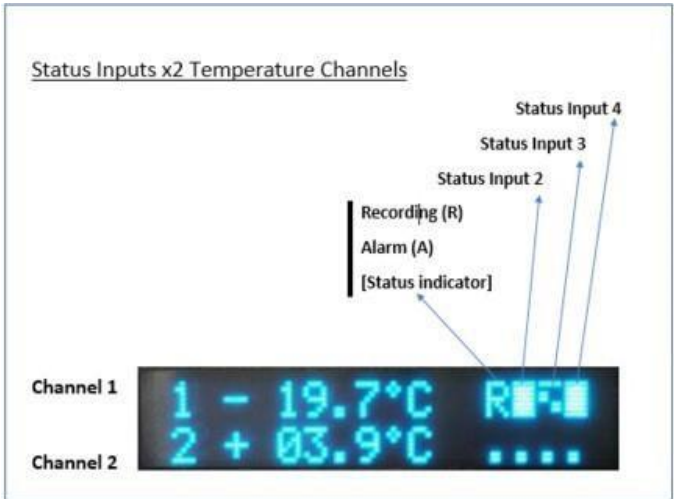 Status Inputs x2 Temperature Channels
Status Input 4
Status Input 3
Status Input 2
Recording (R)
Alarm (A)
[Status indicator]
Channel 1
1 - 19.7°C R
Channel 2
2 + 03.9°C ....